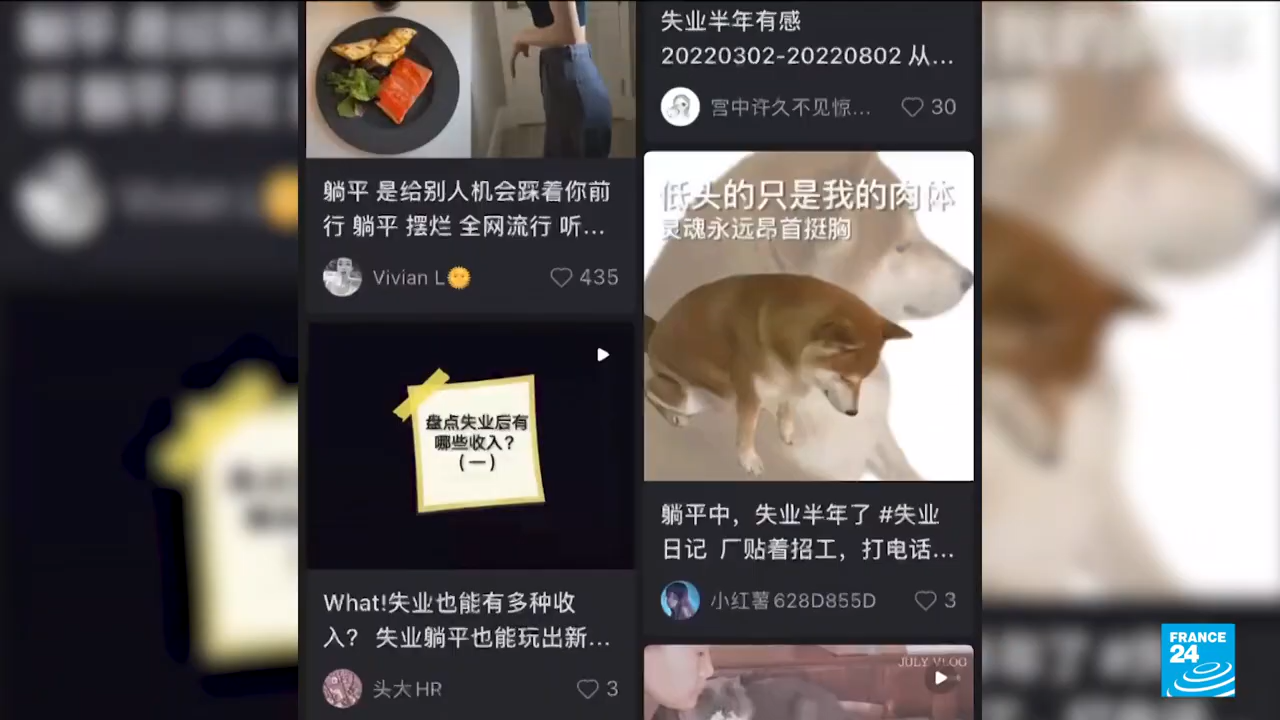 躺平 是给别人机会踩着你前
行 躺平 摆烂 全网流行 听...
Vivian L
435
盘点失业后有
哪些收入?
(一)
What!失业也能有多种收
入? 失业躺平也能玩出新...
头大HR
3
失业半年有感
20220302-20220802 从...
宫中许久不见惊...
30
低头的只是我的肉体
灵魂永远昂首挺胸
躺平中，失业半年了 #失业
日记 厂贴着招工，打电话...
小红薯628D855D
3
JULY VLOG
FRANCE
24